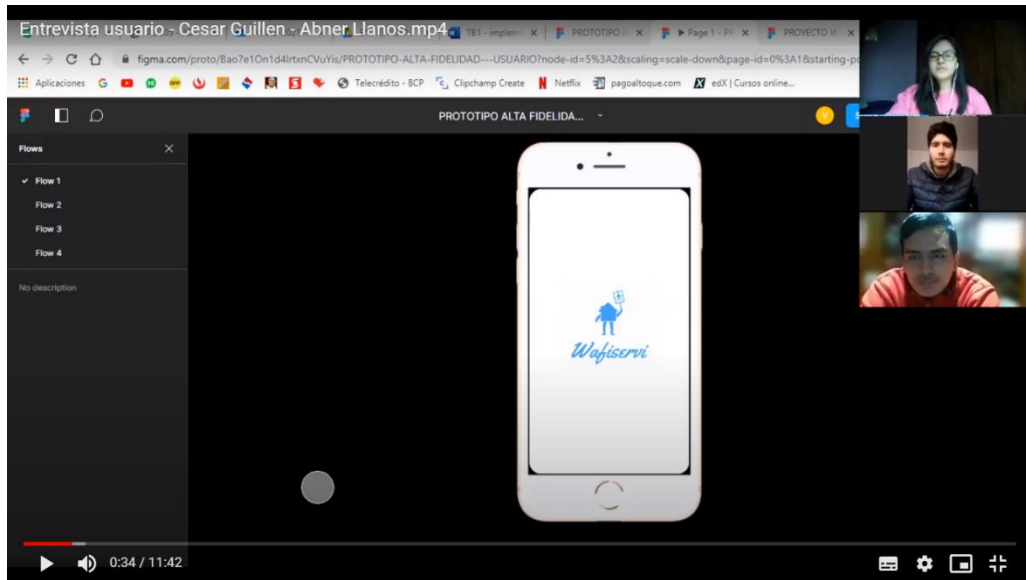 Entrevista usuario - Cesar Guillen - Abner Llanos.mp4
TB1 - implem
PROTOTIPO A
Page 1 - PP
PROYECTO W
figma.com/proto/8ao7e1On1d4IrtxnCVuYis/PROTOTIPO-ALTA-FIDELIDAD---USUARIO?node-id=5%3A2&scaling=scale-down&page-id=0%3A1&starting-po
Aplicaciones
Telecrédito - BCP
Clipchamp Create
Netflix
pagoaltoque.com
edX | Cursos online...
PROTOTIPO ALTA FIDELIDA...
Flows
Flow 1
Flow 2
Flow 3
Flow 4
No description
Wafiservi
0:34 / 11:42